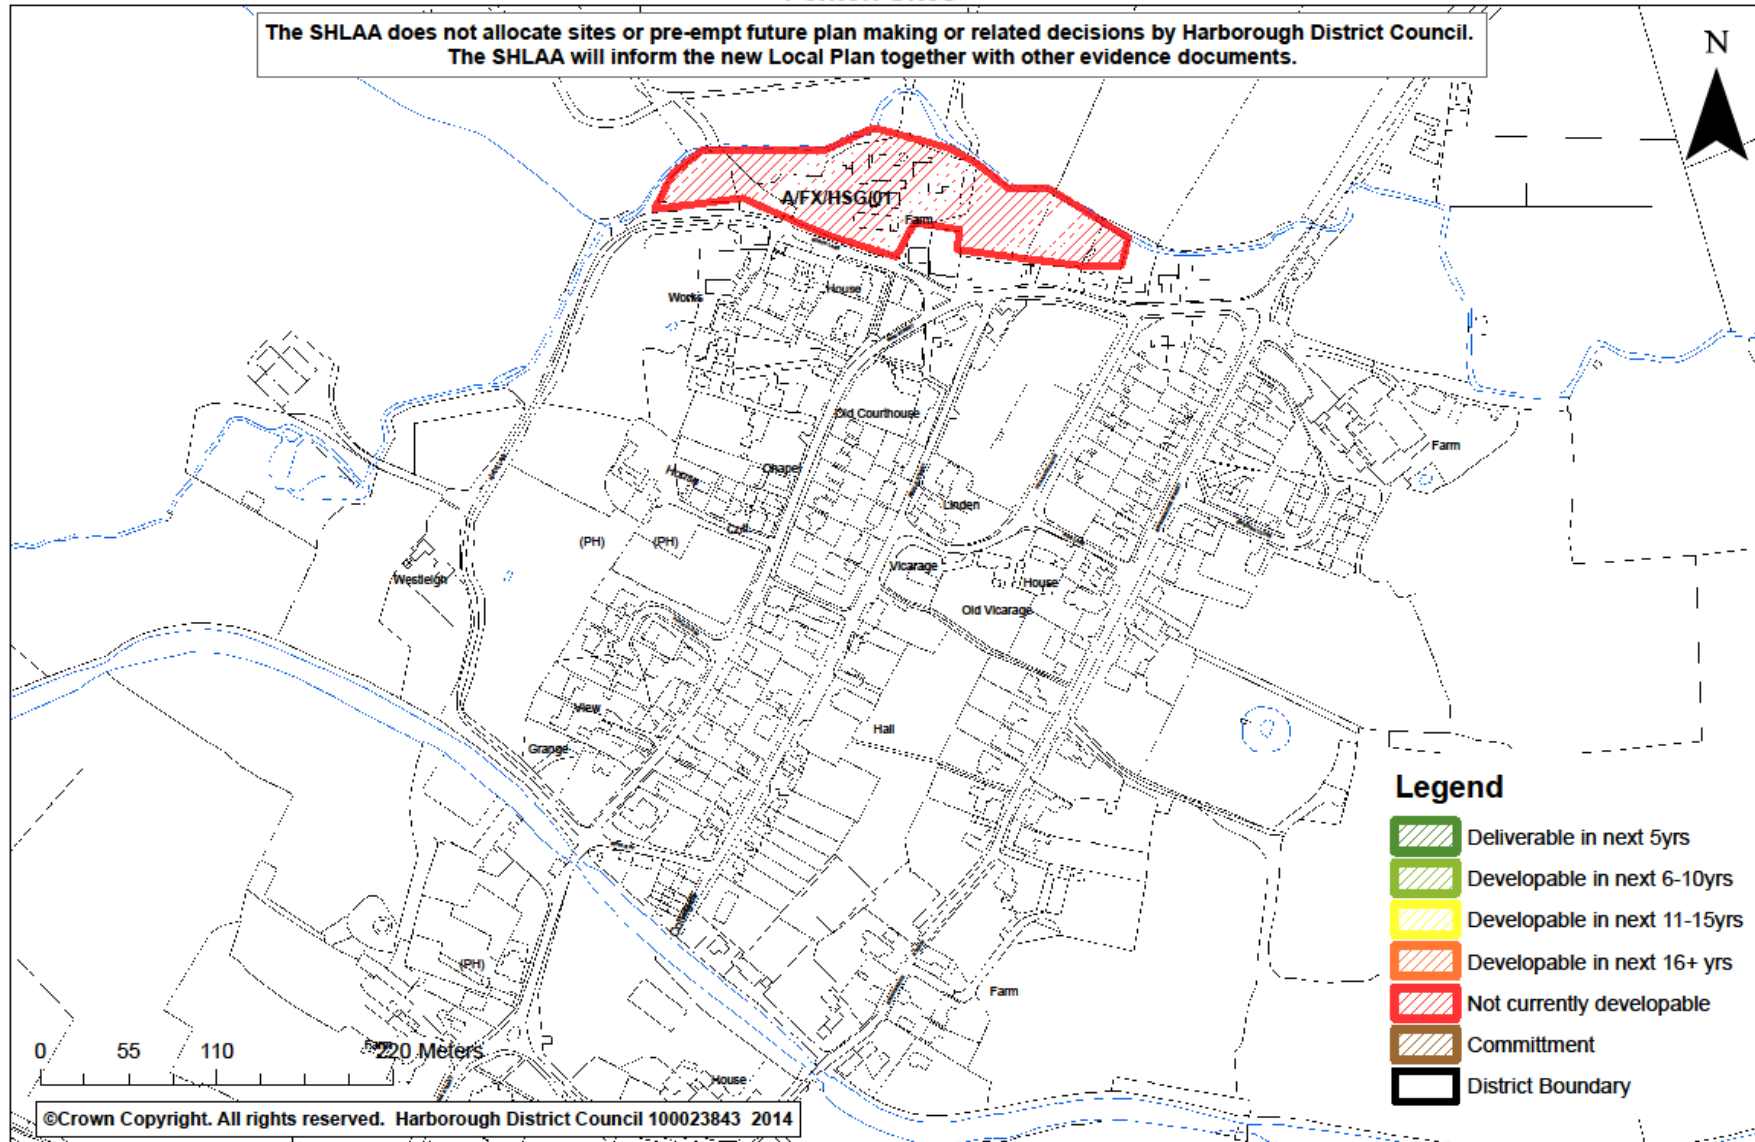 The SHLAA does not allocate sites or pre-empt future plan making or related decisions by Harborough District Council.
The SHLAA will inform the new Local Plan together with other evidence documents.
N
A/FX/HSG/01
Farm
House
Works
Old Courthouse
Farm
Chapel
House
Linden
Croft
(PH)
(PH)
Vicarage
House
Westleigh
Old Vicarage
View
Hall
Grange
(PH)
Farm
Farm
House
Legend
Deliverable in next 5yrs
Developable in next 6-10yrs
Developable in next 11-15yrs
Developable in next 16+ yrs
Not currently developable
Committment
District Boundary
0 55 110 220 Meters
©Crown Copyright. All rights reserved. Harborough District Council 100023843 2014